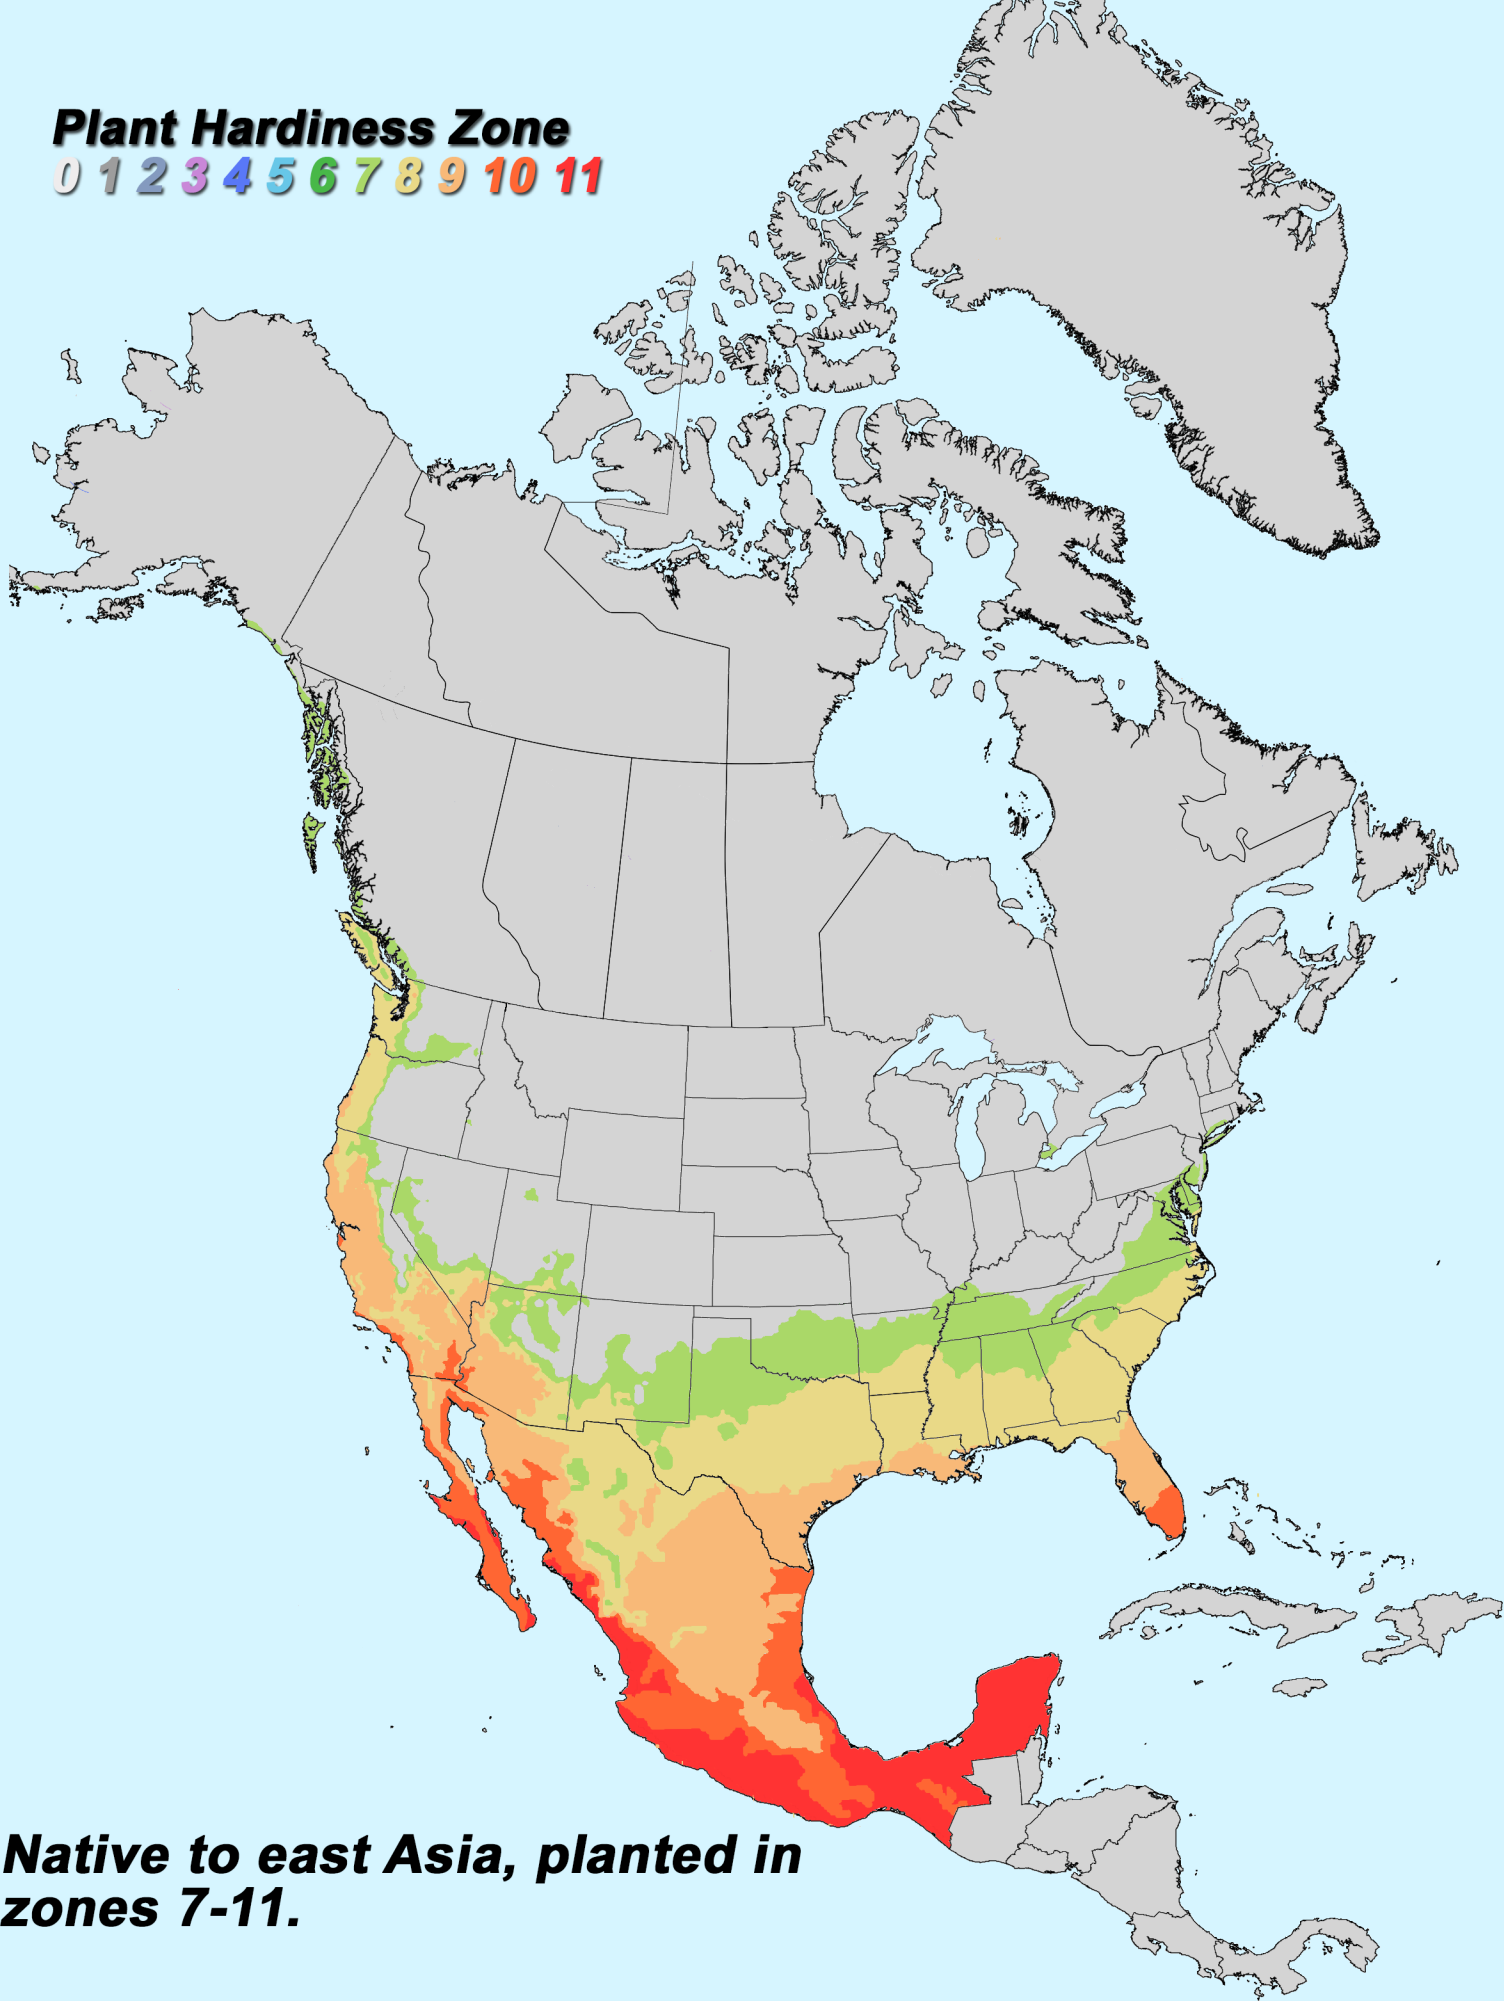 Plant Hardiness Zone
0 1 2 3 4 5 6 7 8 9 10 11
Native to east Asia, planted in
zones 7-11.